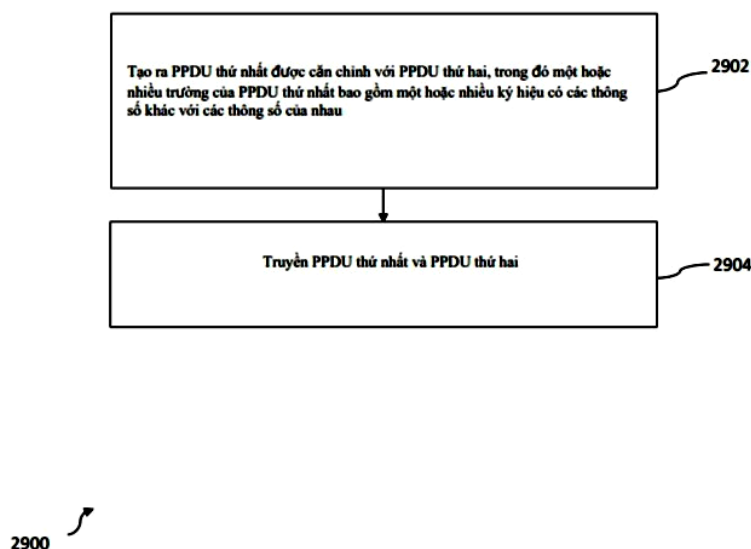 Tạo ra PPDU thứ nhất được căn chỉnh với PPDU thứ hai, trong đó một hoặc
nhiều trường của PPDU thứ nhất bao gồm một hoặc nhiều ký hiệu có các thông
số khác với các thông số của nhau
2902
Truyền PPDU thứ nhất và PPDU thứ hai
2904
2900